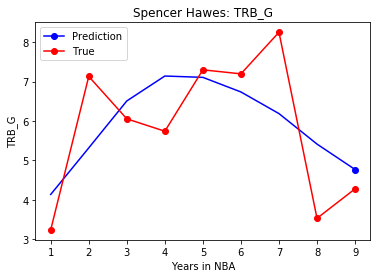 Spencer Hawes: TRB_G
Prediction
True
8
7
6
5
4
3
TRB_G
1 2 3 4 5 6 7 8 9
Years in NBA